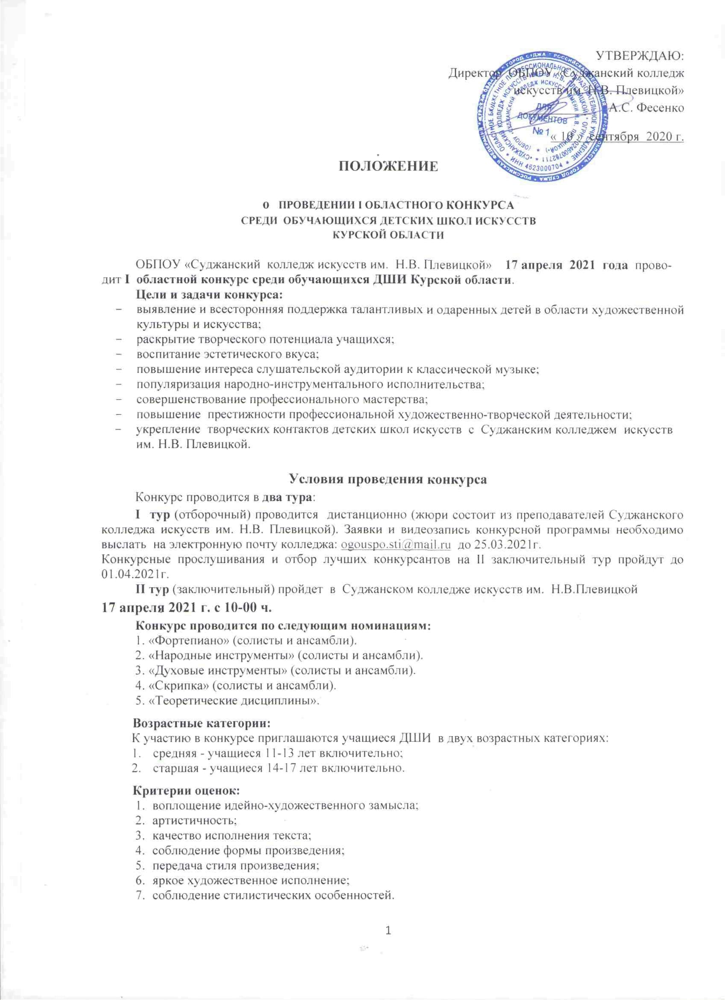 УТВЕРЖДАЮ:
Директор ОБПОУ «Суджанский колледж
искусств им. Н.В. Плевицкой»
А.С. Фесенко
« 10 » сентября 2020 г.
ДЛЯ
ДОКУМЕНТОВ
№ 1
ИНН 4623000704
ПОЛОЖЕНИЕ
о ПРОВЕДЕНИИ I ОБЛАСТНОГО КОНКУРСА
СРЕДИ ОБУЧАЮЩИХСЯ ДЕТСКИХ ШКОЛ ИСКУССТВ
КУРСКОЙ ОБЛАСТИ
ОБПОУ «Суджанский колледж искусств им. Н.В. Плевицкой» 17 апреля 2021 года прово-
дит I областной конкурс среди обучающихся ДШИ Курской области.
Цели и задачи конкурса:
− выявление и всесторонняя поддержка талантливых и одаренных детей в области художественной
культуры и искусства;
− раскрытие творческого потенциала учащихся;
− воспитание эстетического вкуса;
− повышение интереса слушательской аудитории к классической музыке;
− популяризация народно-инструментального исполнительства;
− совершенствование профессионального мастерства;
− повышение престижности профессиональной художественно-творческой деятельности;
− укрепление творческих контактов детских школ искусств с Суджанским колледжем искусств
им. Н.В. Плевицкой.
Условия проведения конкурса
Конкурс проводится в два тура:
I тур (отборочный) проводится дистанционно (жюри состоит из преподавателей Суджанского
колледжа искусств им. Н.В. Плевицкой). Заявки и видеозапись конкурсной программы необходимо
выслать на электронную почту колледжа: ogouspo.sti@mail.ru до 25.03.2021г.
Конкурсные прослушивания и отбор лучших конкурсантов на II заключительный тур пройдут до
01.04.2021г.
II тур (заключительный) пройдет в Суджанском колледже искусств им. Н.В.Плевицкой
17 апреля 2021 г. с 10-00 ч.
Конкурс проводится по следующим номинациям:
1. «Фортепиано» (солисты и ансамбли).
2. «Народные инструменты» (солисты и ансамбли).
3. «Духовые инструменты» (солисты и ансамбли).
4. «Скрипка» (солисты и ансамбли).
5. «Теоретические дисциплины».
Возрастные категории:
К участию в конкурсе приглашаются учащиеся ДШИ в двух возрастных категориях:
1. средняя - учащиеся 11-13 лет включительно;
2. старшая - учащиеся 14-17 лет включительно.
Критерии оценок:
1. воплощение идейно-художественного замысла;
2. артистичность;
3. качество исполнения текста;
4. соблюдение формы произведения;
5. передача стиля произведения;
6. яркое художественное исполнение;
7. соблюдение стилистических особенностей.
1